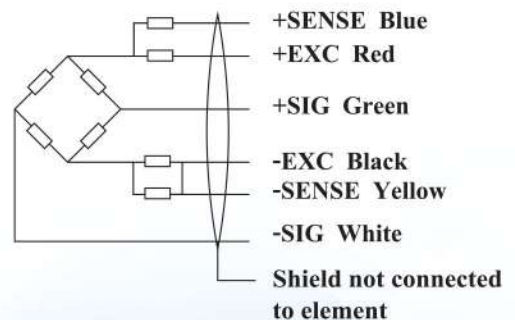 +SENSE Blue
+EXC Red
+SIG Green
-EXC Black
-SENSE Yellow
-SIG White
Shield not connected
to element